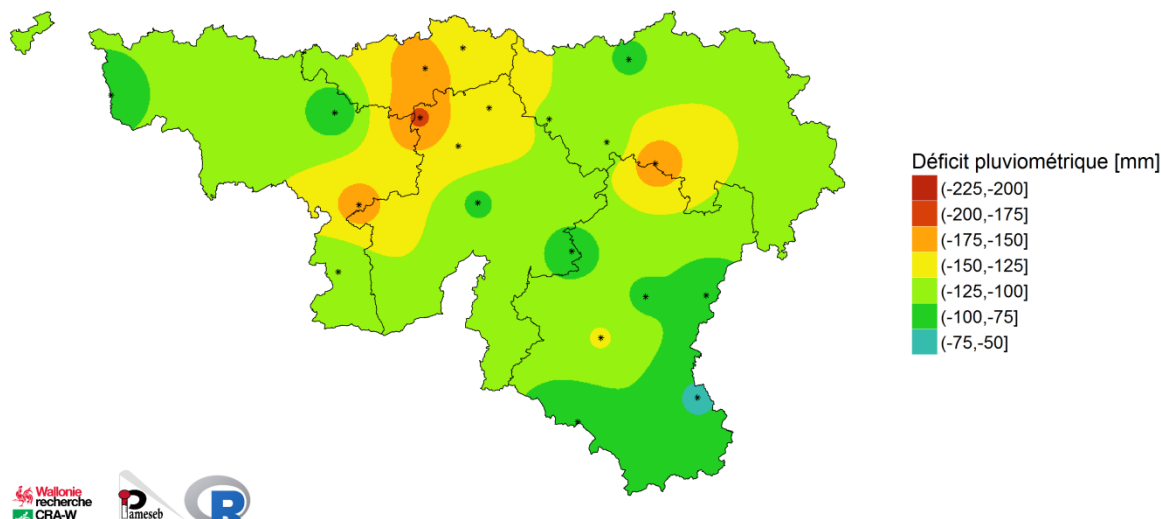 Déficit pluviométrique [mm]
(-225,-200]
(-200,-175]
(-175,-150]
(-150,-125]
(-125,-100]
(-100,-75]
(-75,-50]
Wallonie
recherche
CRA-W
Pameseb
R